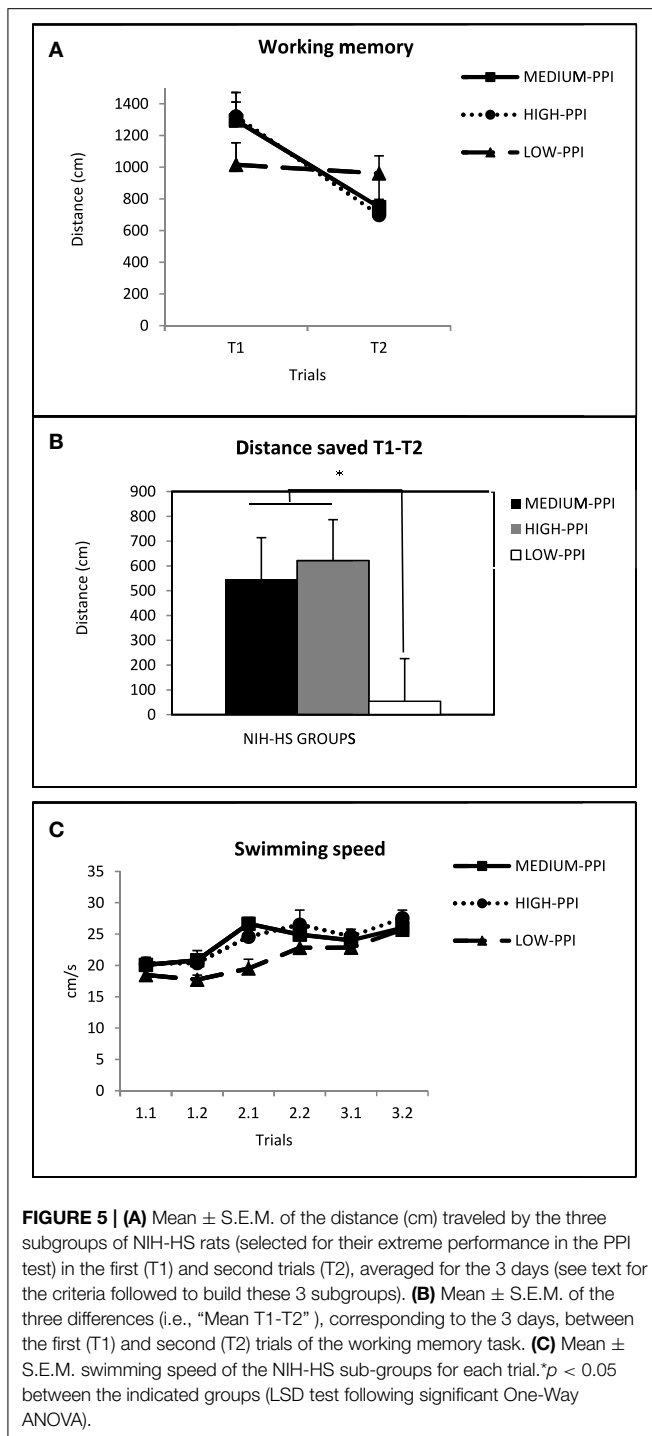 A
Working memory
1400
1200
1000
800
600
400
200
0
Distance (cm)
T1
T2
Trials
MEDIUM-PPI
HIGH-PPI
LOW-PPI
B
Distance saved T1-T2
*
900
800
700
600
500
400
300
200
100
0
Distance (cm)
NIH-HS GROUPS
MEDIUM-PPI
HIGH-PPI
LOW-PPI
C
Swimming speed
35
30
25
20
15
10
5
0
cm/s
1.1
1.2
2.1
2.2
3.1
3.2
Trials
MEDIUM-PPI
HIGH-PPI
LOW-PPI
FIGURE 5 | (A) Mean ± S.E.M. of the distance (cm) traveled by the three
subgroups of NIH-HS rats (selected for their extreme performance in the PPI
test) in the first (T1) and second trials (T2), averaged for the 3 days (see text for
the criteria followed to build these 3 subgroups). (B) Mean ± S.E.M. of the
three differences (i.e., “Mean T1-T2” ), corresponding to the 3 days, between
the first (T1) and second (T2) trials of the working memory task. (C) Mean ±
S.E.M. swimming speed of the NIH-HS sub-groups for each trial.*p < 0.05
between the indicated groups (LSD test following significant One-Way
ANOVA).